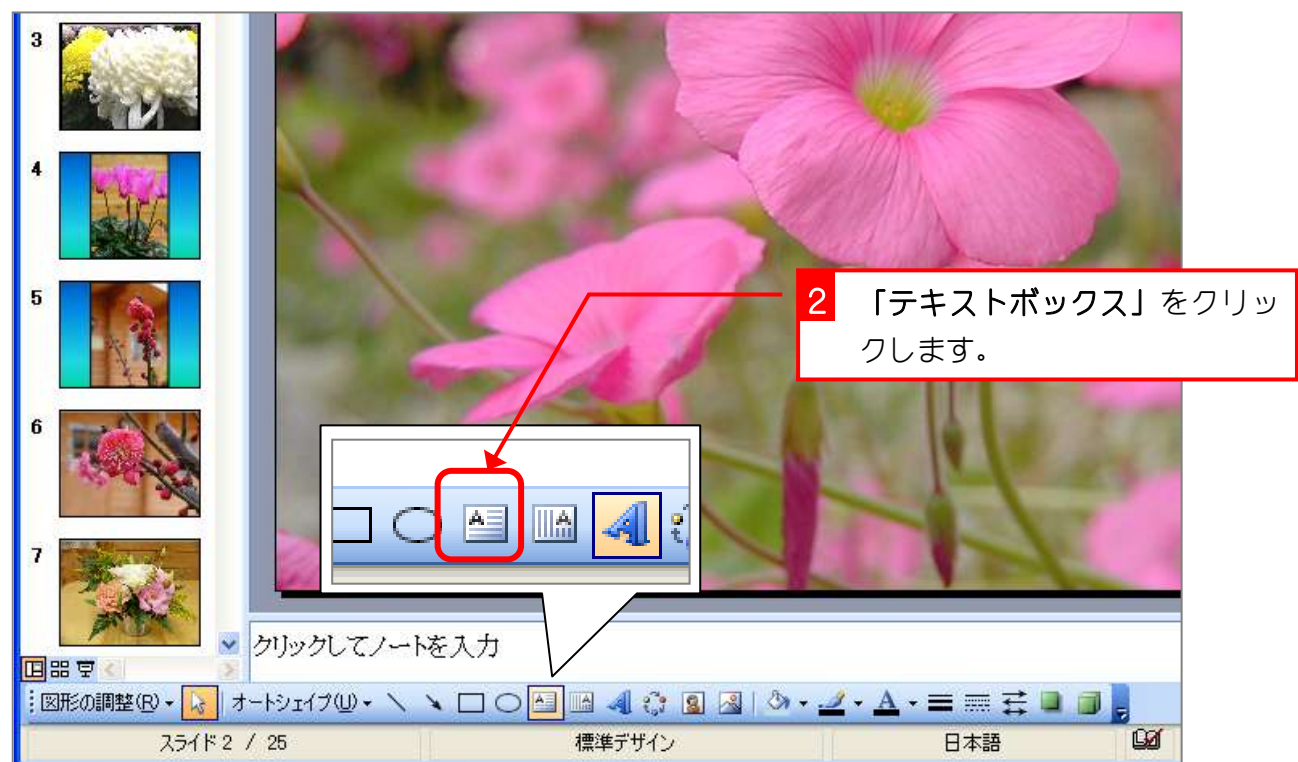 3
4
5
6
7
2 「テキストボックス」をクリッ
クします。
クリックしてノートを入力
図形の調整(R) オートシェイプ(U)
スライド 2 / 25 標準デザイン 日本語